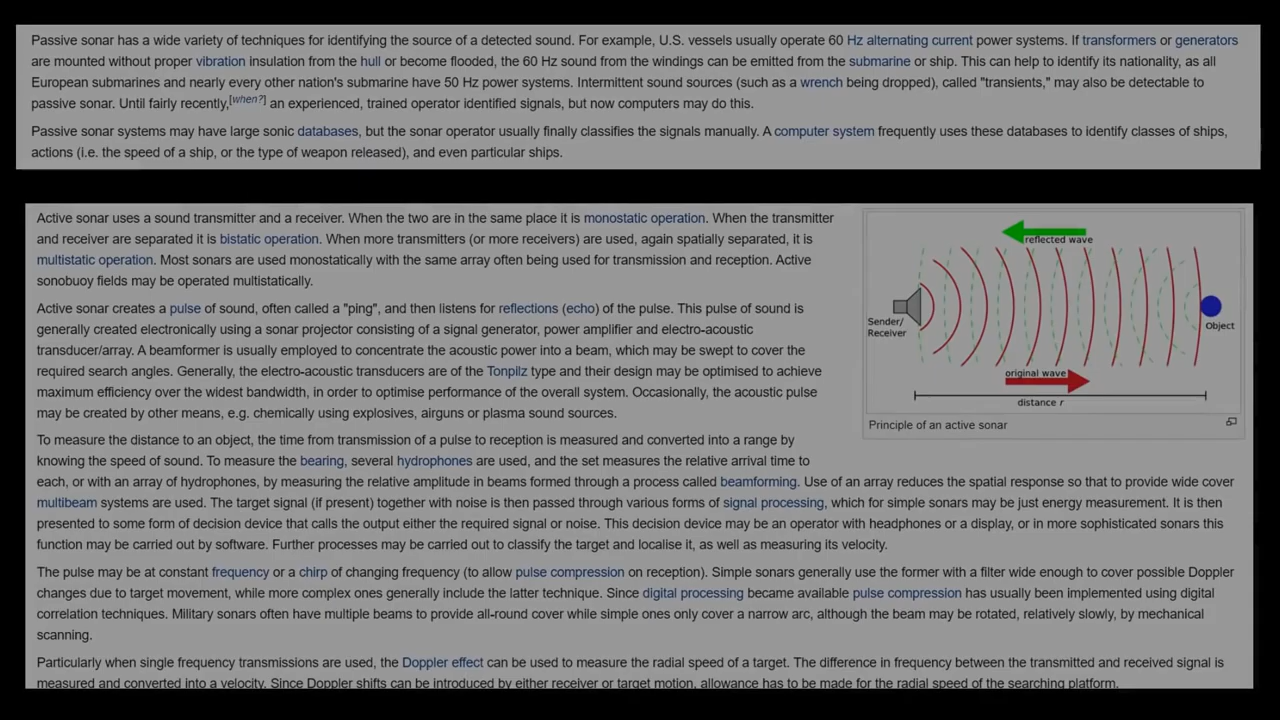 Passive sonar has a wide variety of techniques for identifying the source of a detected sound. For example, U.S. vessels usually operate 60 Hz alternating current power systems. If transformers or generators
are mounted without proper vibration insulation from the hull or become flooded, the 60 Hz sound from the windings can be emitted from the submarine or ship. This can help to identify its nationality, as all
European submarines and nearly every other nation's submarine have 50 Hz power systems. Intermittent sound sources (such as a wrench being dropped), called "transients," may also be detectable to
passive sonar. Until fairly recently,[when?] an experienced, trained operator identified signals, but now computers may do this.
Passive sonar systems may have large sonic databases, but the sonar operator usually finally classifies the signals manually. A computer system frequently uses these databases to identify classes of ships,
actions (i.e. the speed of a ship, or the type of weapon released), and even particular ships.
Active sonar uses a sound transmitter and a receiver. When the two are in the same place it is monostatic operation. When the transmitter
and receiver are separated it is bistatic operation. When more transmitters (or more receivers) are used, again spatially separated, it is
multistatic operation. Most sonars are used monostatically with the same array often being used for transmission and reception. Active
sonobuoy fields may be operated multistatically.
Active sonar creates a pulse of sound, often called a "ping", and then listens for reflections (echo) of the pulse. This pulse of sound is
generally created electronically using a sonar projector consisting of a signal generator, power amplifier and electro-acoustic
transducer/array. A beamformer is usually employed to concentrate the acoustic power into a beam, which may be swept to cover the
required search angles. Generally, the electro-acoustic transducers are of the Tonpilz type and their design may be optimised to achieve
maximum efficiency over the widest bandwidth, in order to optimise performance of the overall system. Occasionally, the acoustic pulse
may be created by other means, e.g. chemically using explosives, airguns or plasma sound sources.
reflected wave
Sender/
Receiver
Object
original wave
distance r
Principle of an active sonar
To measure the distance to an object, the time from transmission of a pulse to reception is measured and converted into a range by
knowing the speed of sound. To measure the bearing, several hydrophones are used, and the set measures the relative arrival time to
each, or with an array of hydrophones, by measuring the relative amplitude in beams formed through a process called beamforming. Use of an array reduces the spatial response so that to provide wide cover
multibeam systems are used. The target signal (if present) together with noise is then passed through various forms of signal processing, which for simple sonars may be just energy measurement. It is then
presented to some form of decision device that calls the output either the required signal or noise. This decision device may be an operator with headphones or a display, or in more sophisticated sonars this
function may be carried out by software. Further processes may be carried out to classify the target and localise it, as well as measuring its velocity.
The pulse may be at constant frequency or a chirp of changing frequency (to allow pulse compression on reception). Simple sonars generally use the former with a filter wide enough to cover possible Doppler
changes due to target movement, while more complex ones generally include the latter technique. Since digital processing became available pulse compression has usually been implemented using digital
correlation techniques. Military sonars often have multiple beams to provide all-round cover while simple ones only cover a narrow arc, although the beam may be rotated, relatively slowly, by mechanical
scanning.
Particularly when single frequency transmissions are used, the Doppler effect can be used to measure the radial speed of a target. The difference in frequency between the transmitted and received signal is
measured and converted into a velocity. Since Doppler shifts can be introduced by either receiver or target motion, allowance has to be made for the radial speed of the searching platform.